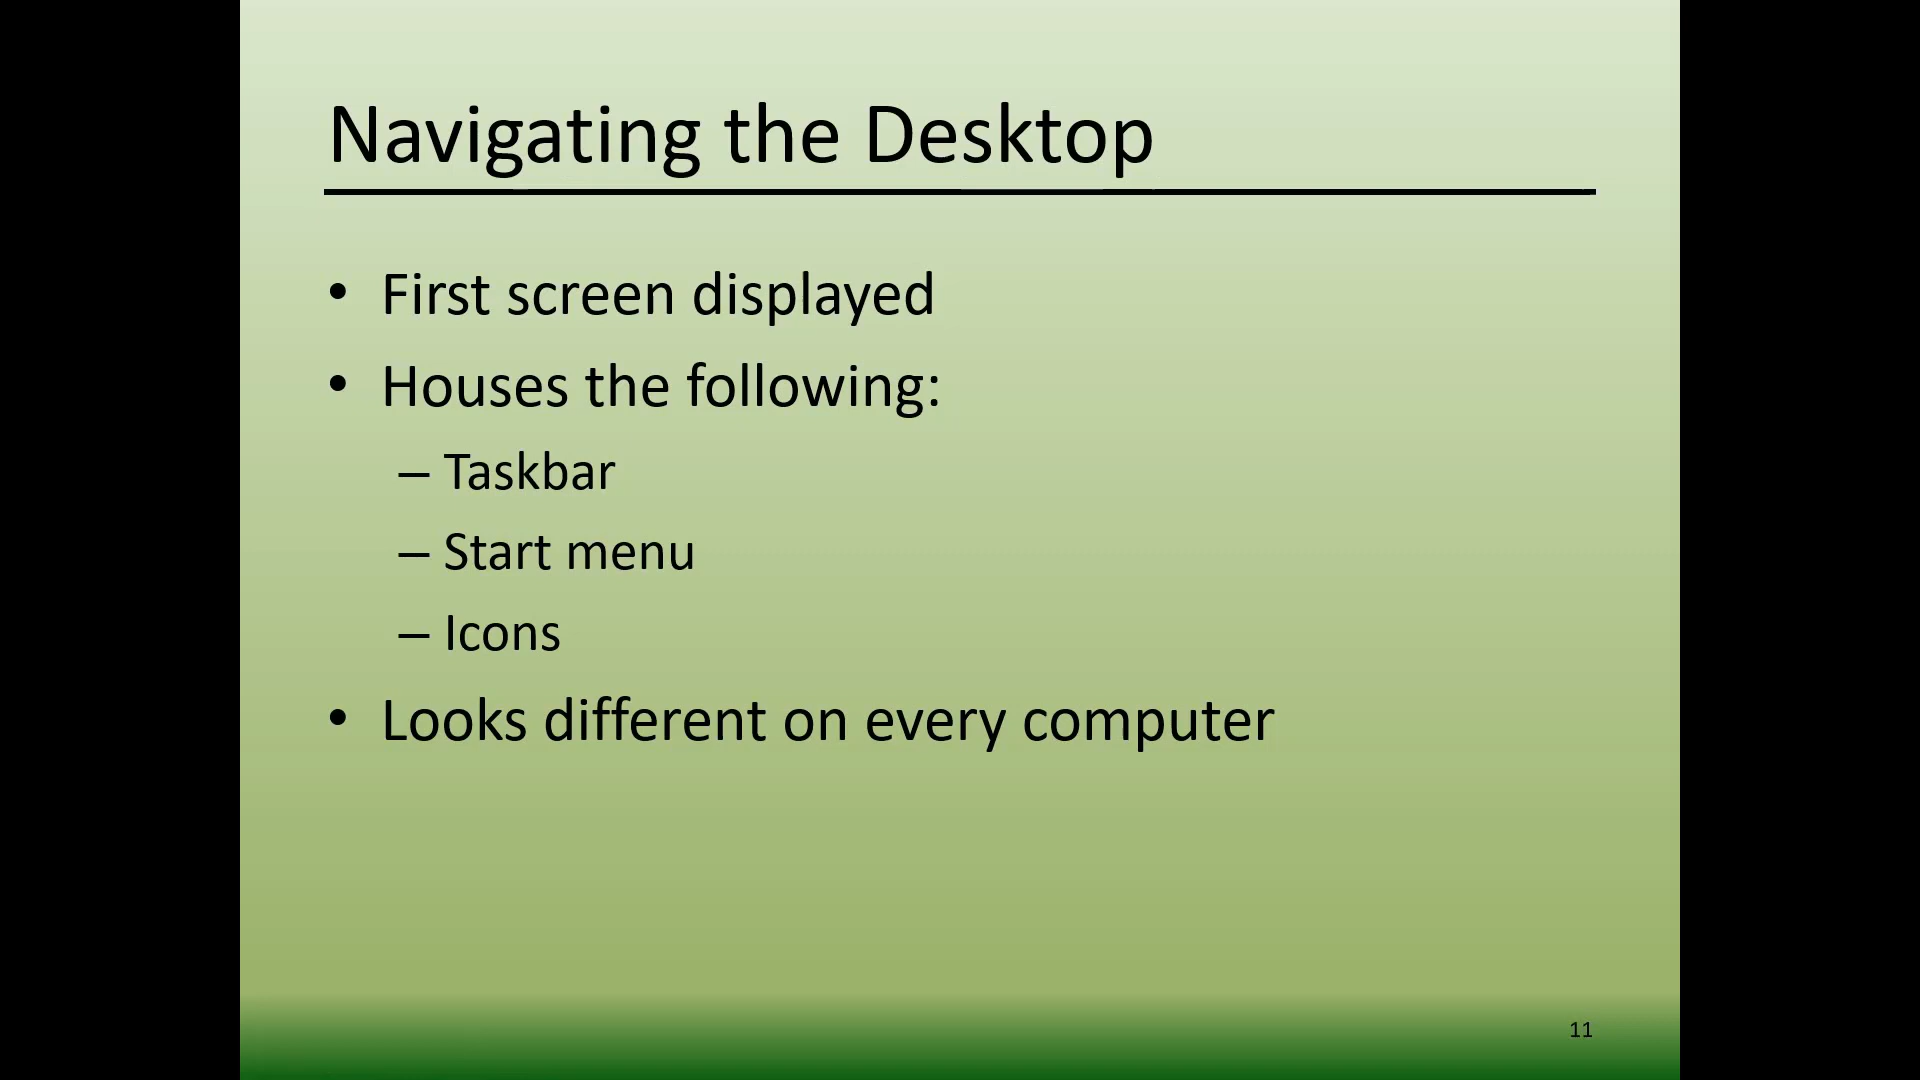 Navigating the Desktop
• First screen displayed
• Houses the following:
– Taskbar
– Start menu
– Icons
• Looks different on every computer
11